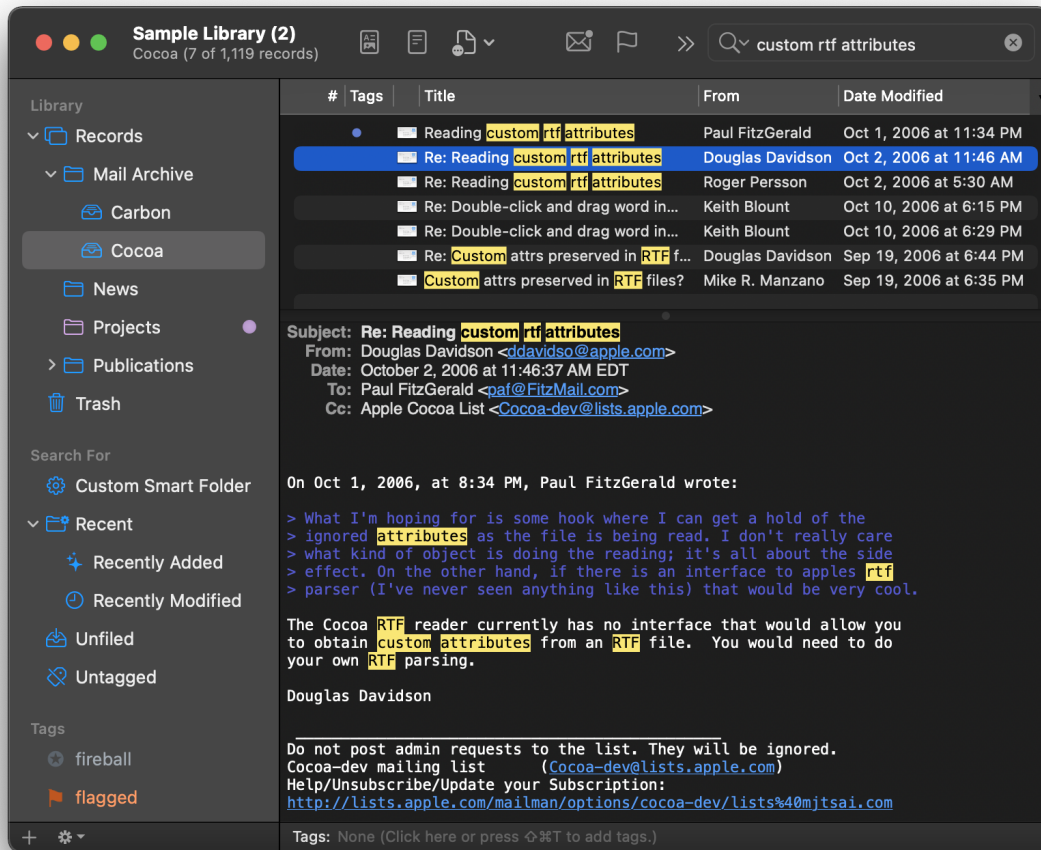 Sample Library (2)
Cocoa (7 of 1,119 records)
custom rtf attributes
Library
Records
Mail Archive
Carbon
Cocoa
News
Projects
Publications
Trash
Search For
Custom Smart Folder
Recent
Recently Added
Recently Modified
Unfiled
Untagged
Tags
fireball
flagged
# Tags Title From Date Modified
Reading custom rtf attributes Paul FitzGerald Oct 1, 2006 at 11:34 PM
Re: Reading custom rtf attributes Douglas Davidson Oct 2, 2006 at 11:46 AM
Re: Reading custom rtf attributes Roger Persson Oct 2, 2006 at 5:30 AM
Re: Double-click and drag word in... Keith Blount Oct 10, 2006 at 6:15 PM
Re: Double-click and drag word in... Keith Blount Oct 10, 2006 at 6:29 PM
Re: Custom attrs preserved in RTF f... Douglas Davidson Sep 19, 2006 at 6:44 PM
Custom attrs preserved in RTF files? Mike R. Manzano Sep 19, 2006 at 6:35 PM
Subject: Re: Reading custom rtf attributes
From: Douglas Davidson <ddavidso@apple.com>
Date: October 2, 2006 at 11:46:37 AM EDT
To: Paul FitzGerald <paf@FitzMail.com>
Cc: Apple Cocoa List <Cocoa-dev@lists.apple.com>
On Oct 1, 2006, at 8:34 PM, Paul FitzGerald wrote:
> What I'm hoping for is some hook where I can get a hold of the
> ignored attributes as the file is being read. I don't really care
> what kind of object is doing the reading; it's all about the side
> effect. On the other hand, if there is an interface to apples rtf
> parser (I've never seen anything like this) that would be very cool.
The Cocoa RTF reader currently has no interface that would allow you
to obtain custom attributes from an RTF file.  You would need to do
your own RTF parsing.
Douglas Davidson
Do not post admin requests to the list. They will be ignored.
Cocoa-dev mailing list      (Cocoa-dev@lists.apple.com)
Help/Unsubscribe/Update your Subscription:
http://lists.apple.com/mailman/options/cocoa-dev/lists%40mjtsai.com
Tags: None (Click here or press ⇧⌘T to add tags.)